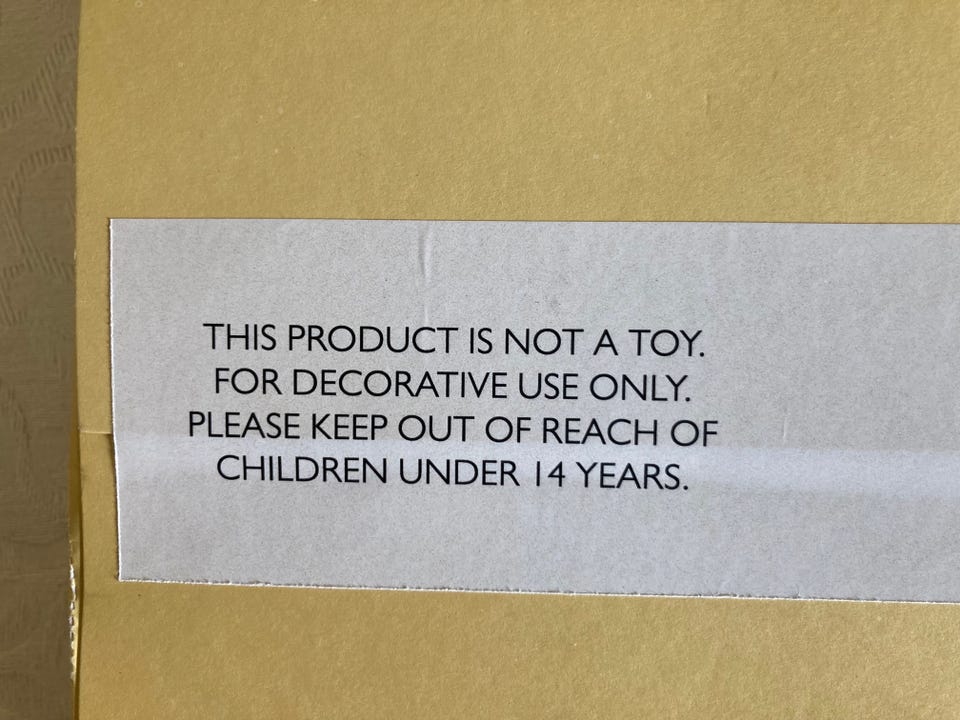 THIS PRODUCT IS NOT A TOY.
FOR DECORATIVE USE ONLY.
PLEASE KEEP OUT OF REACH OF
CHILDREN UNDER 14 YEARS.